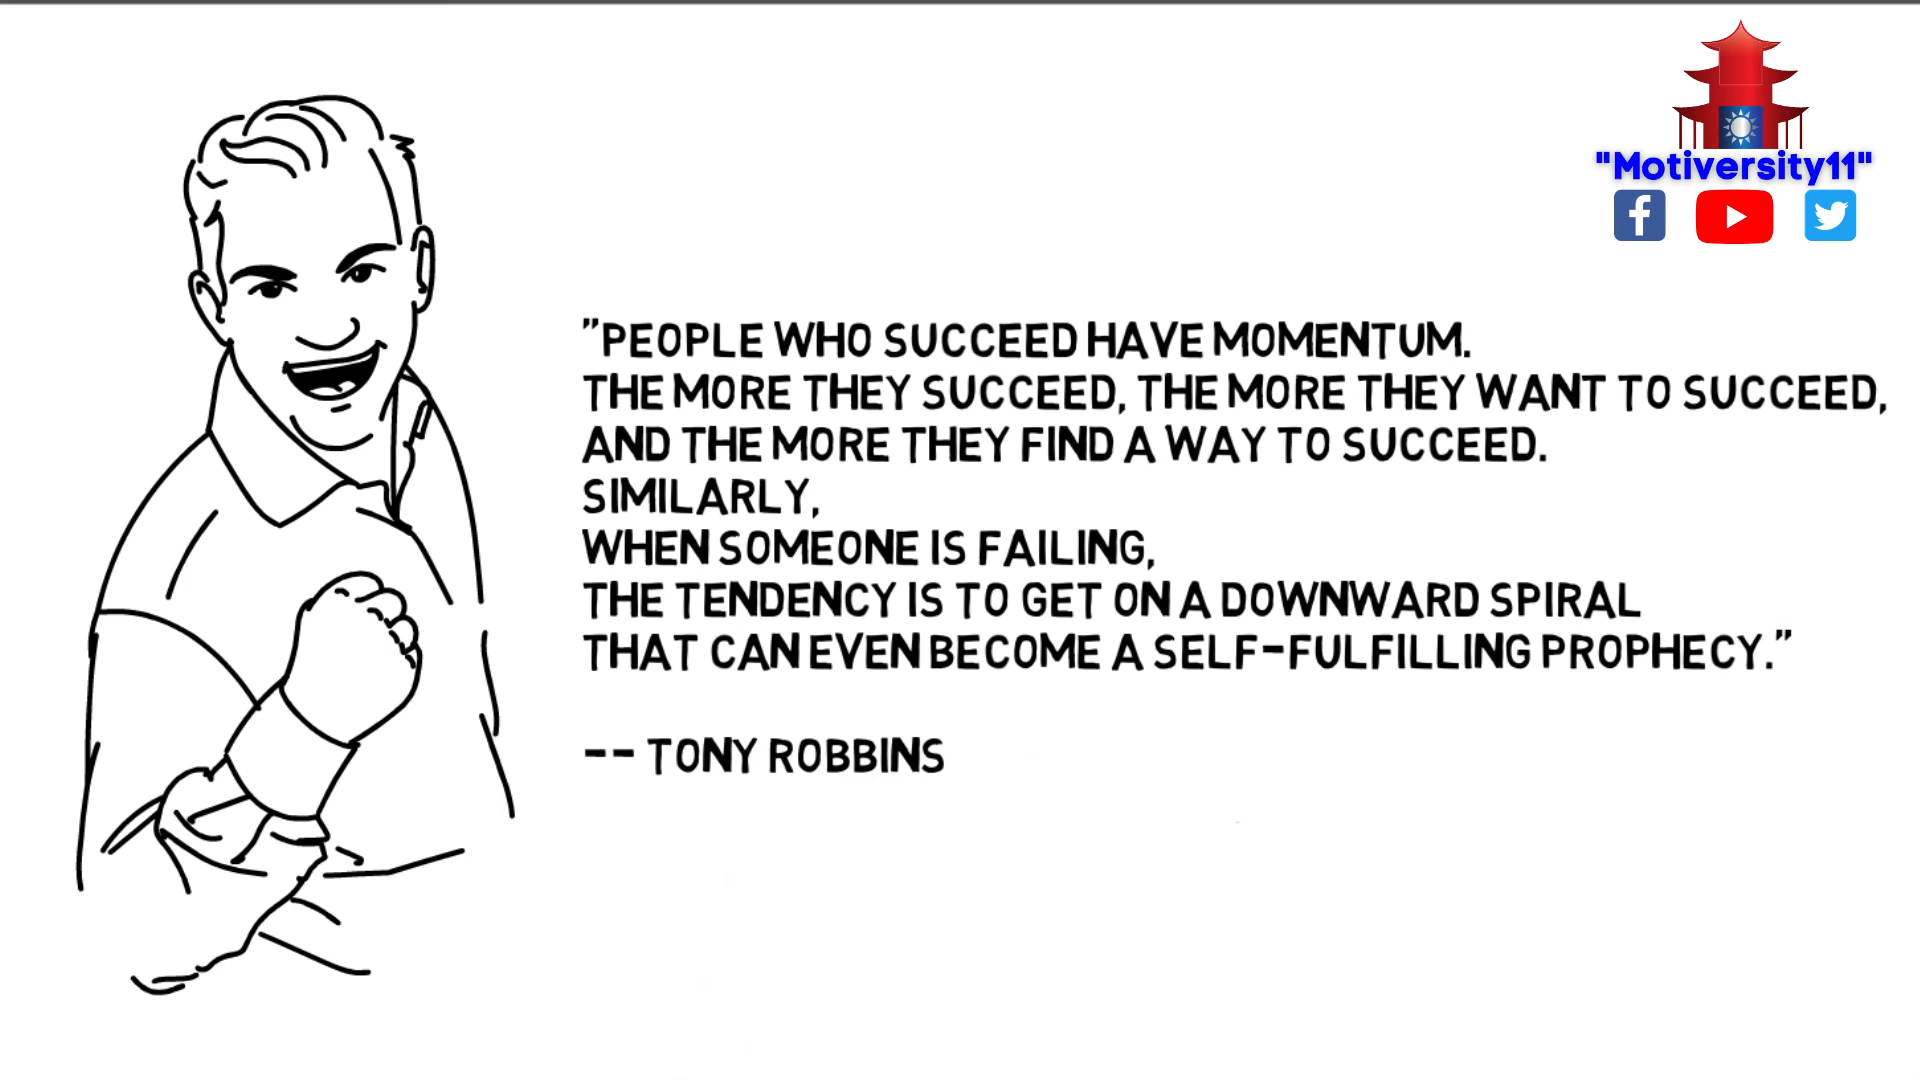 "Motiversity11"
"PEOPLE WHO SUCCEED HAVE MOMENTUM.
THE MORE THEY SUCCEED, THE MORE THEY WANT TO SUCCEED,
AND THE MORE THEY FIND A WAY TO SUCCEED.
SIMILARLY,
WHEN SOMEONE IS FAILING,
THE TENDENCY IS TO GET ON A DOWNWARD SPIRAL
THAT CAN EVEN BECOME A SELF-FULFILLING PROPHECY."
-- TONY ROBBINS